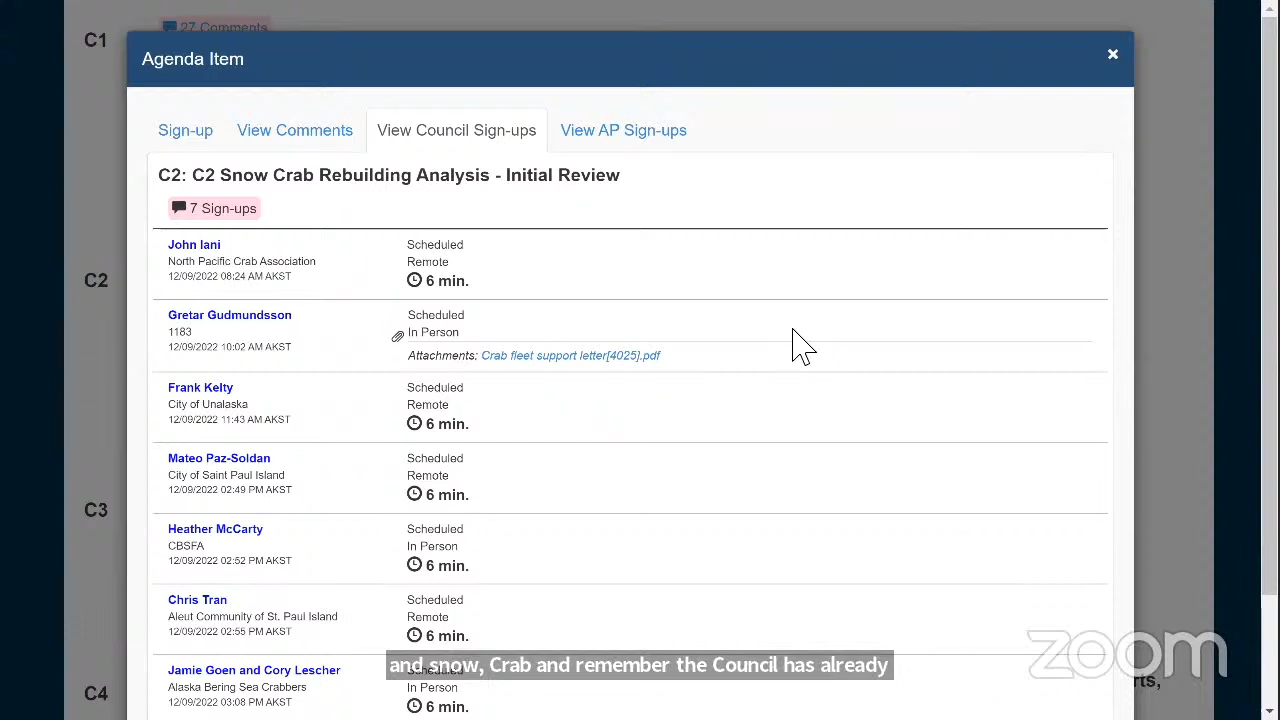 C1
27 Comments
Agenda Item
×
Sign-up View Comments View Council Sign-ups View AP Sign-ups
C2: C2 Snow Crab Rebuilding Analysis - Initial Review
7 Sign-ups
John Iani
North Pacific Crab Association
12/09/2022 08:24 AM AKST
Scheduled
Remote
6 min.
C2
Gretar Gudmundsson
1183
12/09/2022 10:02 AM AKST
Scheduled
In Person
Attachments: Crab fleet support letter[4025].pdf
Frank Kelty
City of Unalaska
12/09/2022 11:43 AM AKST
Scheduled
Remote
6 min.
Mateo Paz-Soldan
City of Saint Paul Island
12/09/2022 02:49 PM AKST
Scheduled
Remote
6 min.
C3
Heather McCarty
CBSFA
12/09/2022 02:52 PM AKST
Scheduled
In Person
6 min.
Chris Tran
Aleut Community of St. Paul Island
12/09/2022 02:55 PM AKST
Scheduled
Remote
6 min.
and snow, Crab and remember the Council has already
Jamie Goen and Cory Lescher
Alaska Bering Sea Crabbers
12/09/2022 03:08 PM AKST
In Person
6 min.
C4
zoom